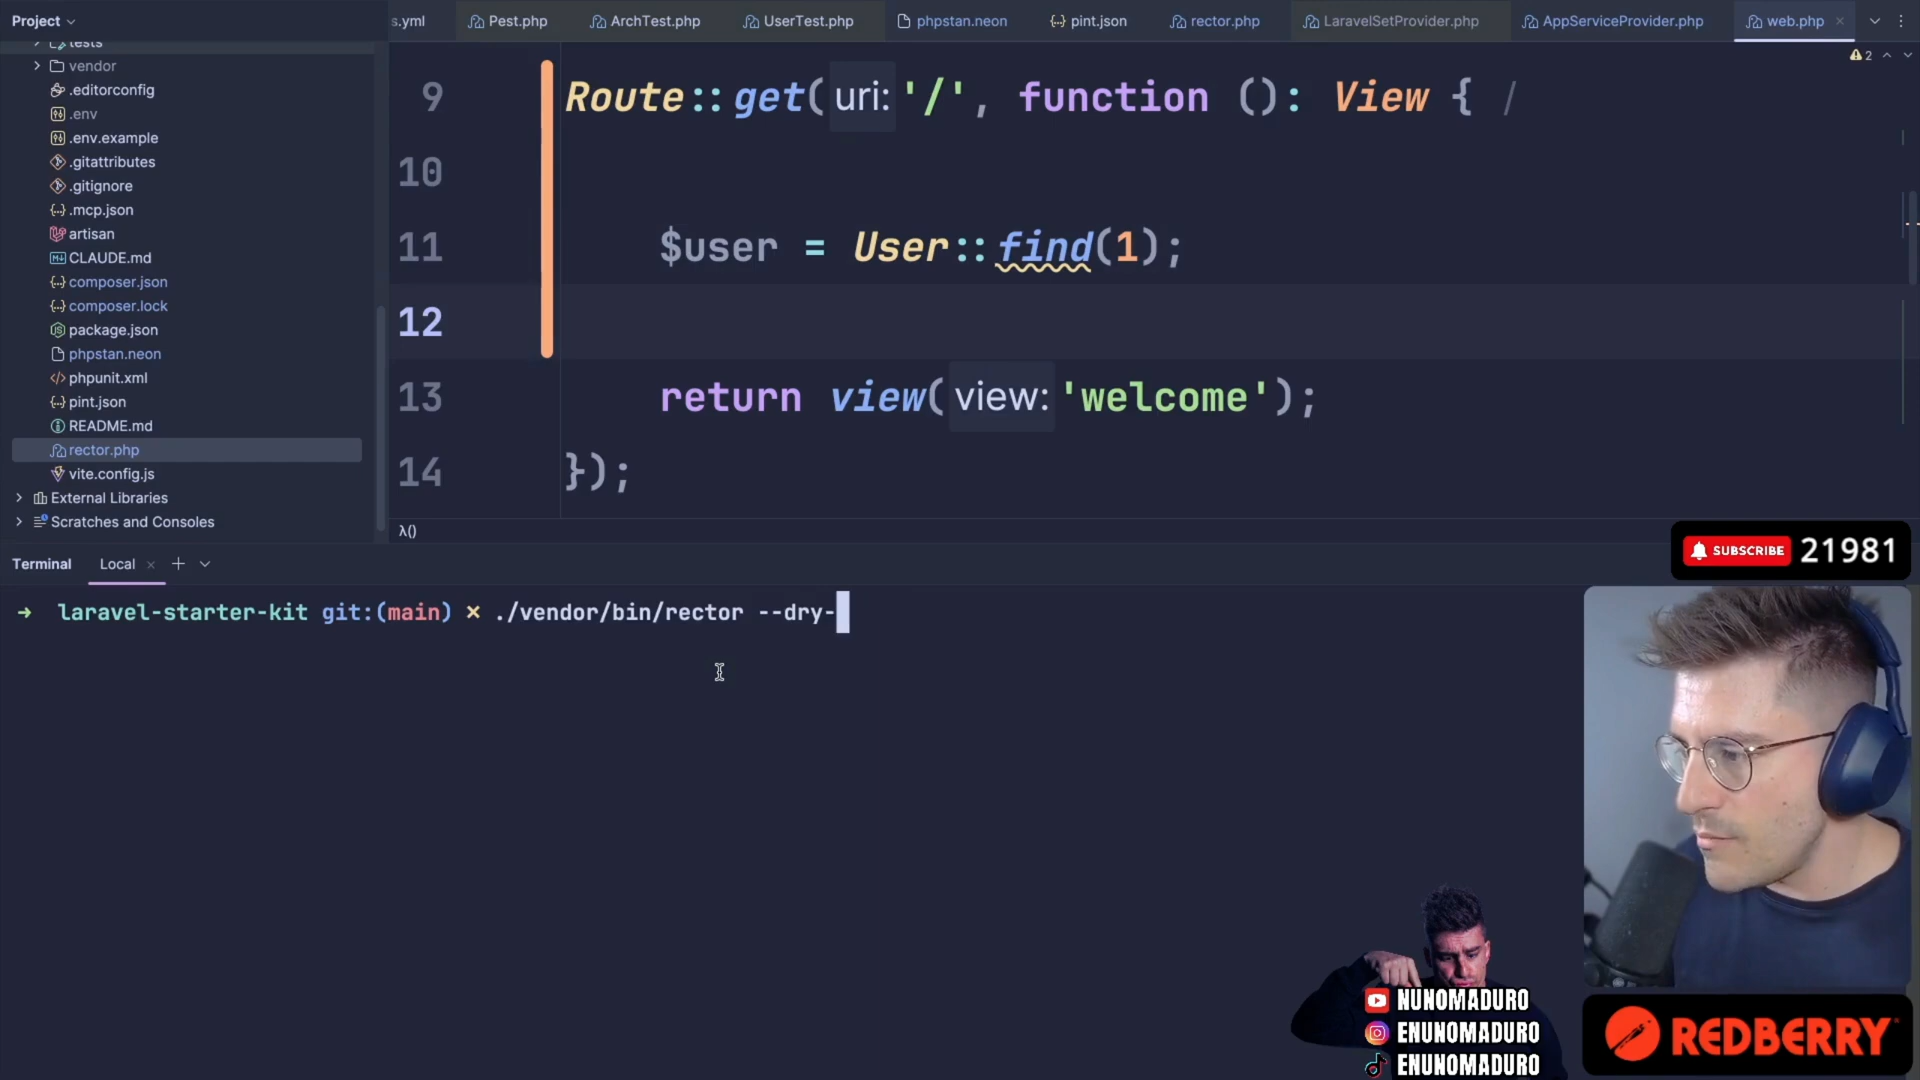 Project
s.yml
Pest.php
ArchTest.php
UserTest.php
phpstan.neon
pint.json
rector.php
LaravelSetProvider.php
AppServiceProvider.php
web.php
tests
vendor
.editorconfig
.env
.env.example
.gitattributes
.gitignore
.mcp.json
artisan
CLAUDE.md
composer.json
composer.lock
package.json
phpstan.neon
phpunit.xml
pint.json
README.md
rector.php
vite.config.js
External Libraries
Scratches and Consoles
2
9 Route::get( uri: '/', function (): View { /
10
11 $user = User::find(1);
12
13 return view( view: 'welcome');
14 });
λ()
SUBSCRIBE 21981
Terminal Local
➜ laravel-starter-kit git:(main) × ./vendor/bin/rector --dry-
NUNOMADURO
ENUNOMADURO
ENUNOMADURO
REDBERRY